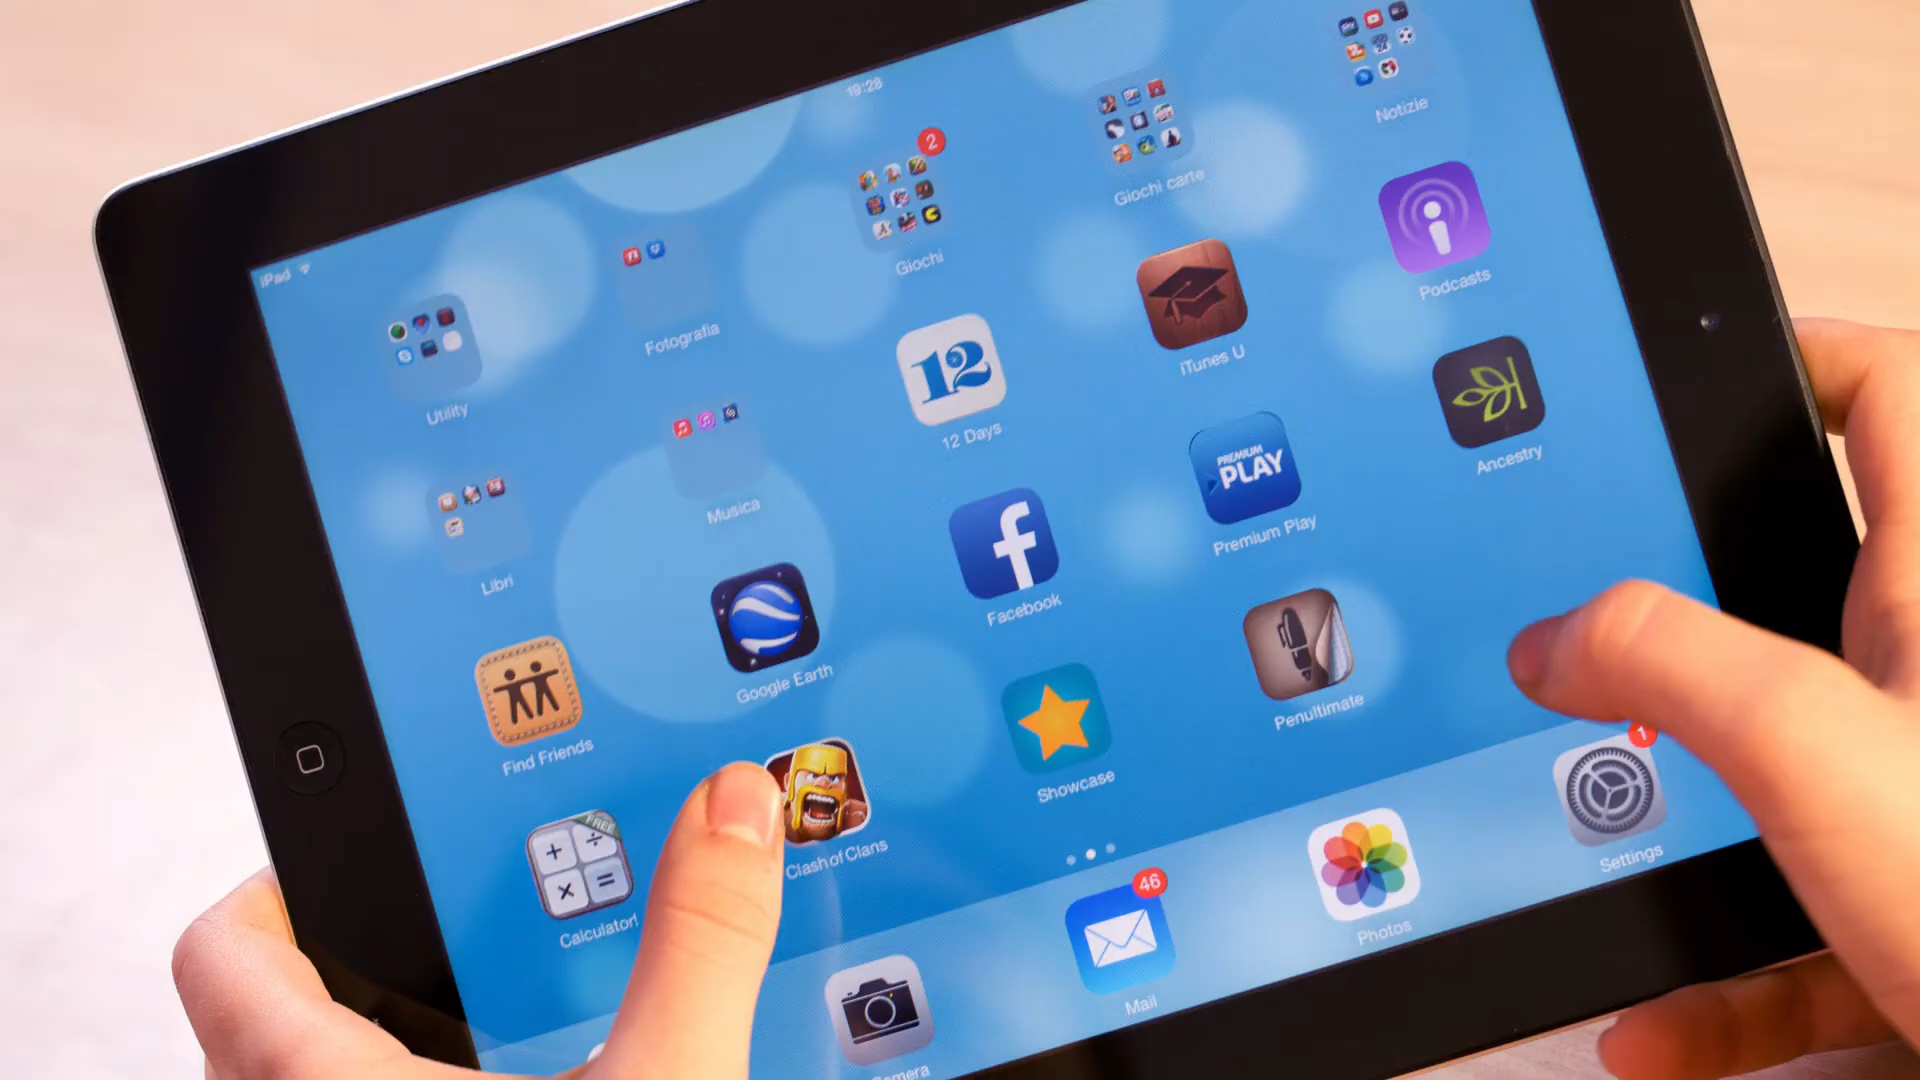 iPad
19:28
Utility
Fotografia
2
Giochi
Giochi carte
Notizie
Libri
Musica
12
12 Days
iTunes U
Podcasts
Find Friends
Google Earth
f
Facebook
PREMIUM
PLAY
Premium Play
Ancestry
FREE
+ ÷
× =
Calculator!
Clash of Clans
Showcase
Penultimate
amera
46
Mail
Photos
1
Settings